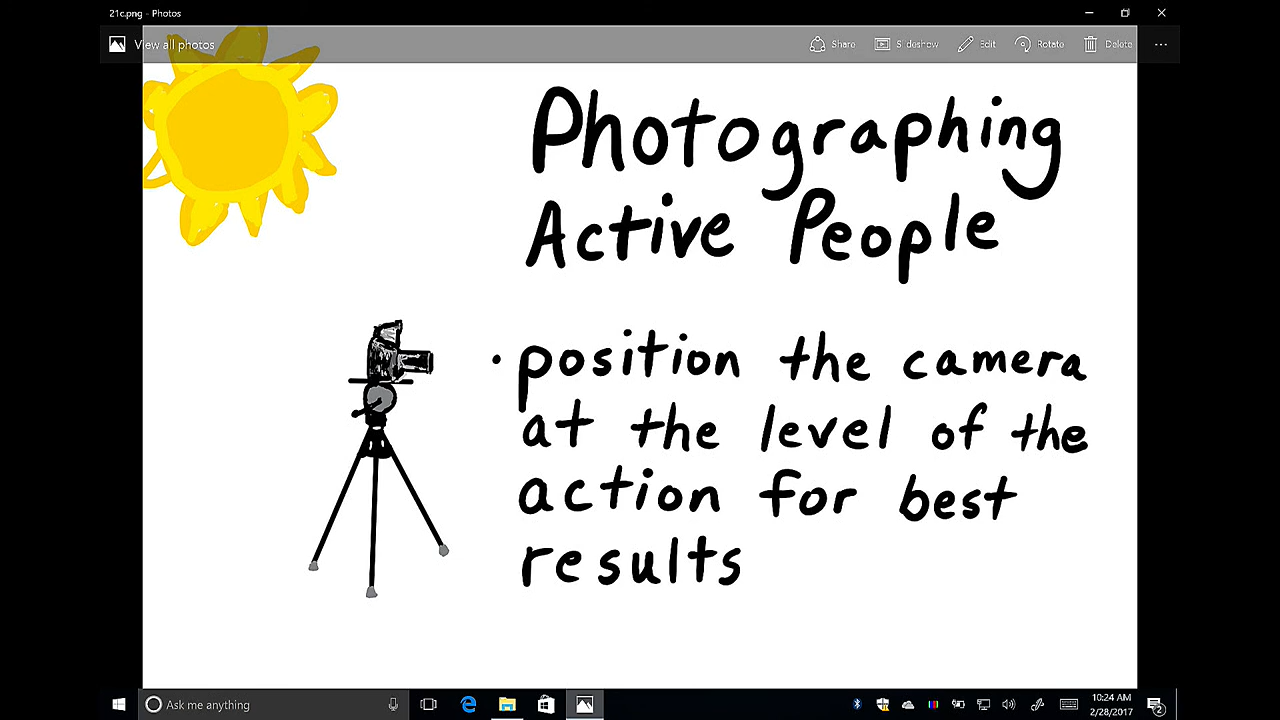 21c.png - Photos
View all photos
Share
Slideshow
Edit
Rotate
Delete
Photographing
Active People
• position the camera
at the level of the
action for best
results
Ask me anything
10:24 AM
2/28/2017
2